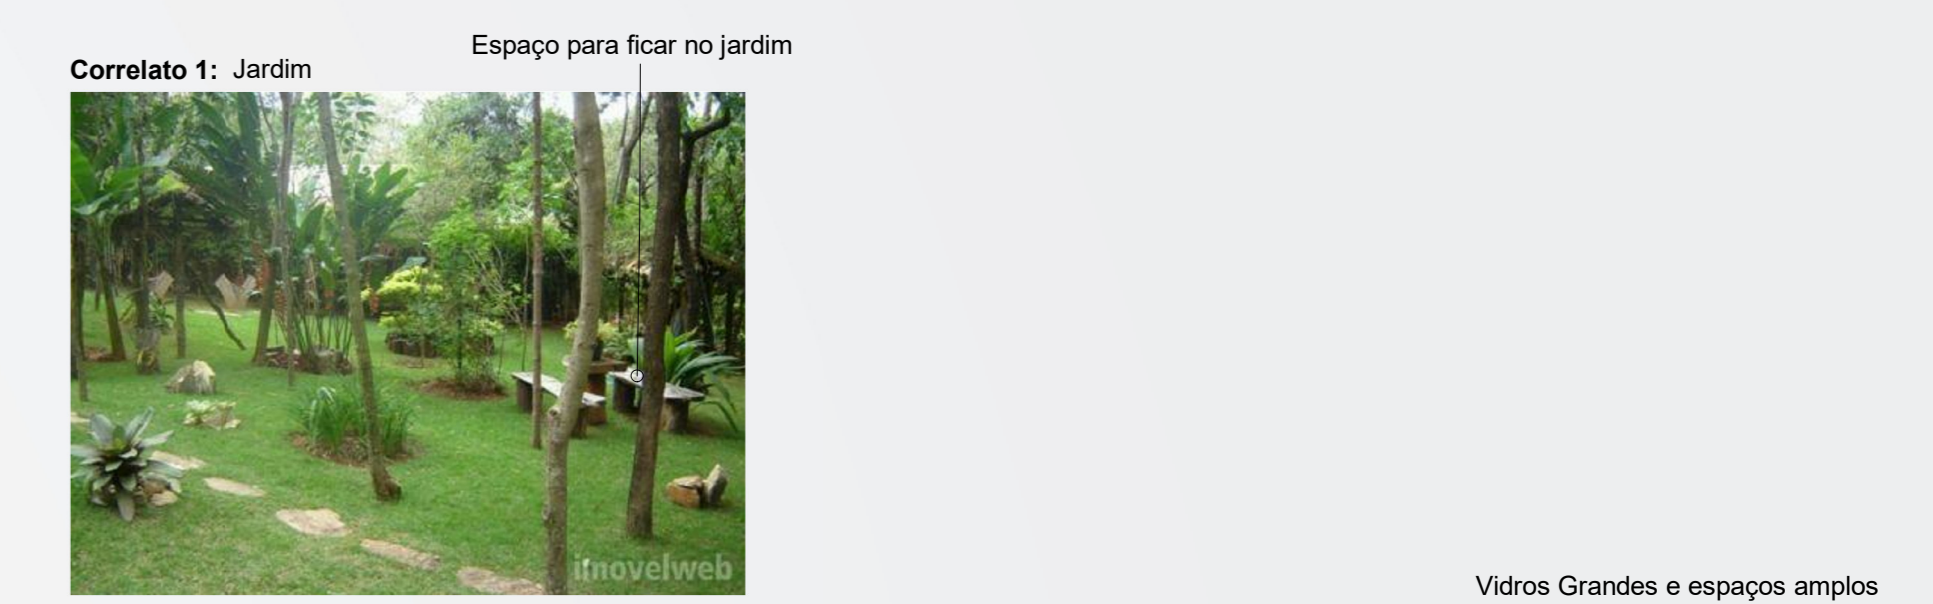 Espaço para ficar no jardim
Correlato 1: Jardim
imovelweb
Vidros Grandes e espaços amplos